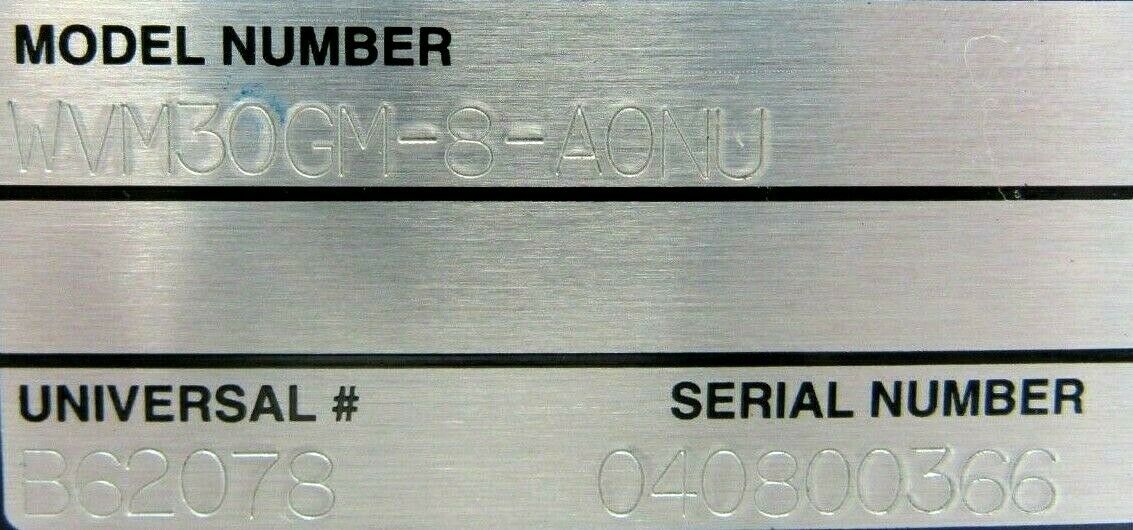 MODEL NUMBER
WVM30GM-8-A0NU
UNIVERSAL #
B62078
SERIAL NUMBER
040800366